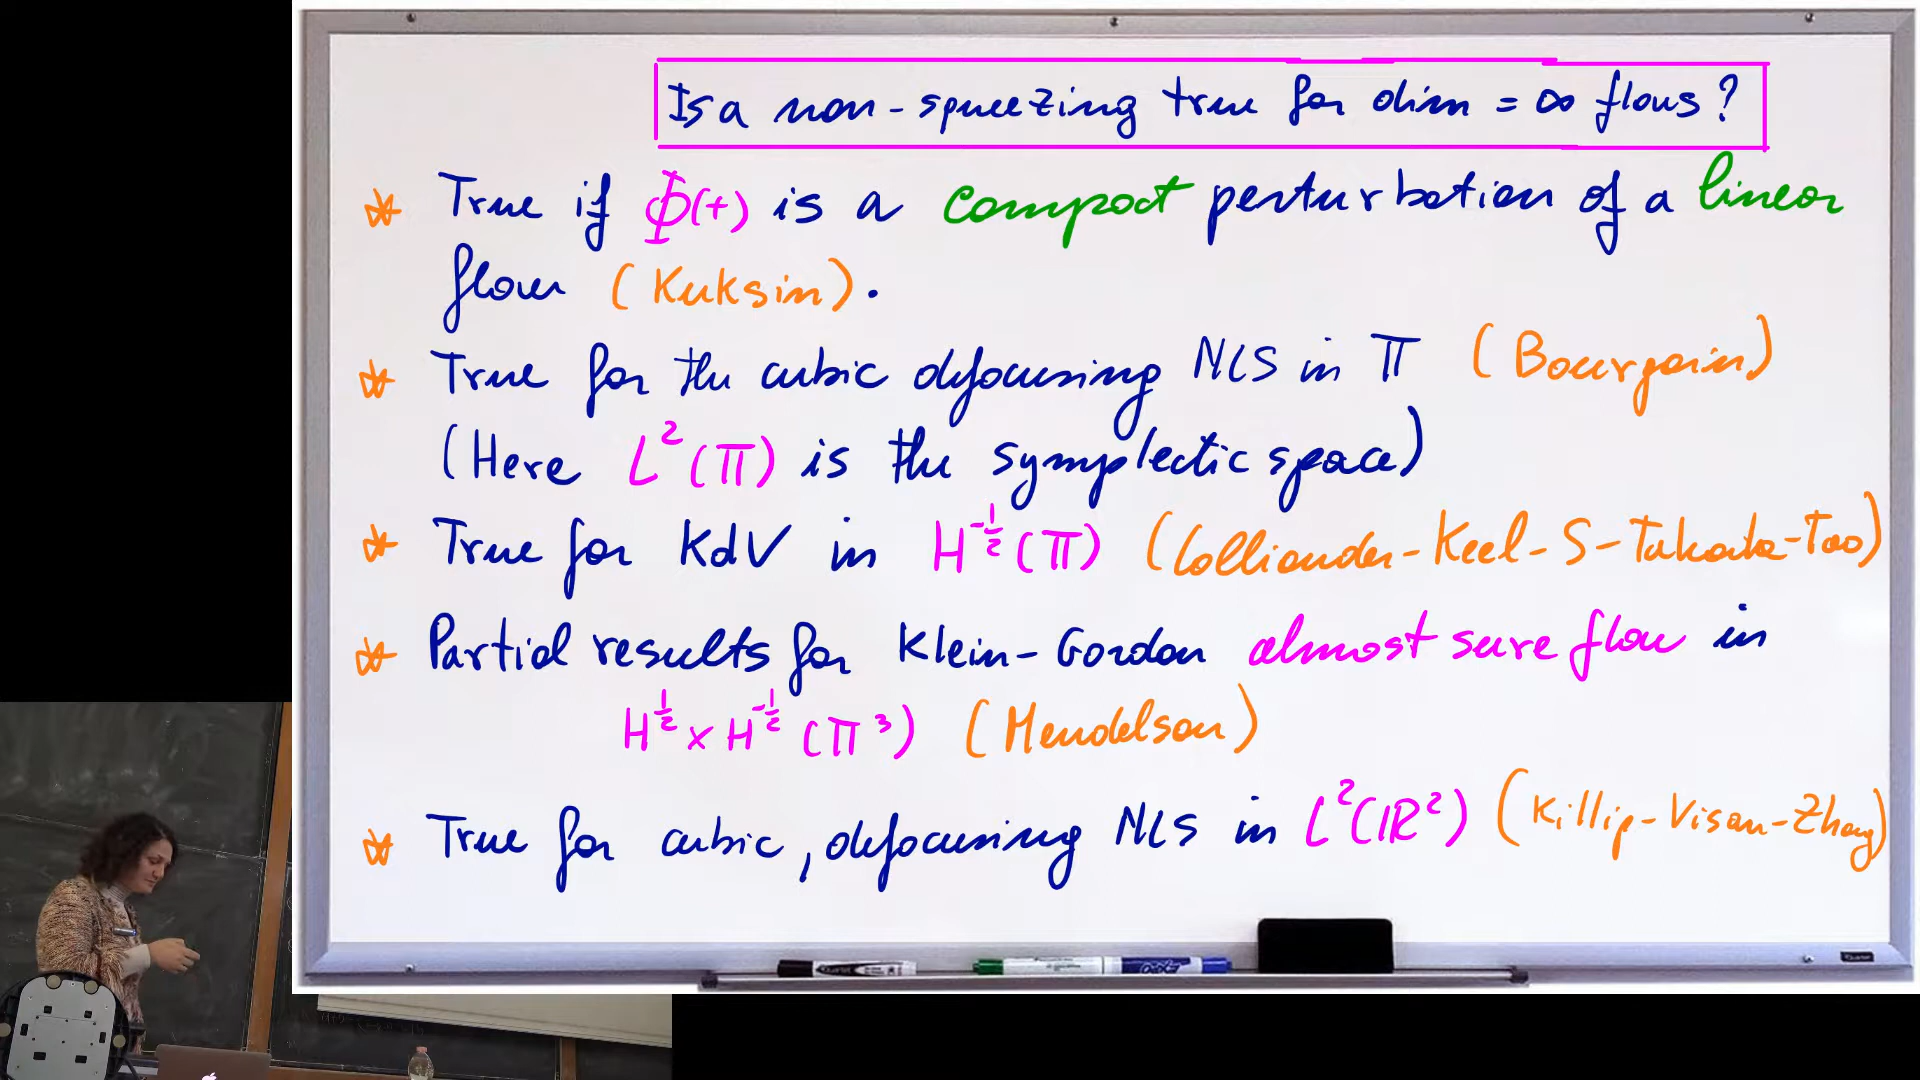 Is a non-squeezing true for dim = ∞ flows?
* True if Φ(t) is a compact perturbation of a linear
flow (Kuksin).
* True for the cubic defocusing NLS in 𝕋 (Bourgain)
(Here L²(𝕋) is the symplectic space)
* True for KdV in H^{-1/2}(𝕋) (Colliander-Keel-S-Takaoka-Tao)
* Partial results for Klein-Gordon almost sure flow in
H^{1/2} × H^{-1/2}(𝕋³) (Mendelson)
* True for cubic, defocusing NLS in L²(ℝ²) (Killip-Visan-Zhang)